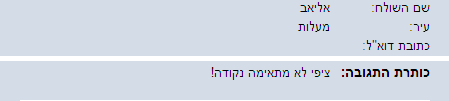 שם השולח: אליאב
עיר: מעלות
כתובת דוא"ל:
כותרת התגובה: ציפי לא מתאימה נקודה!